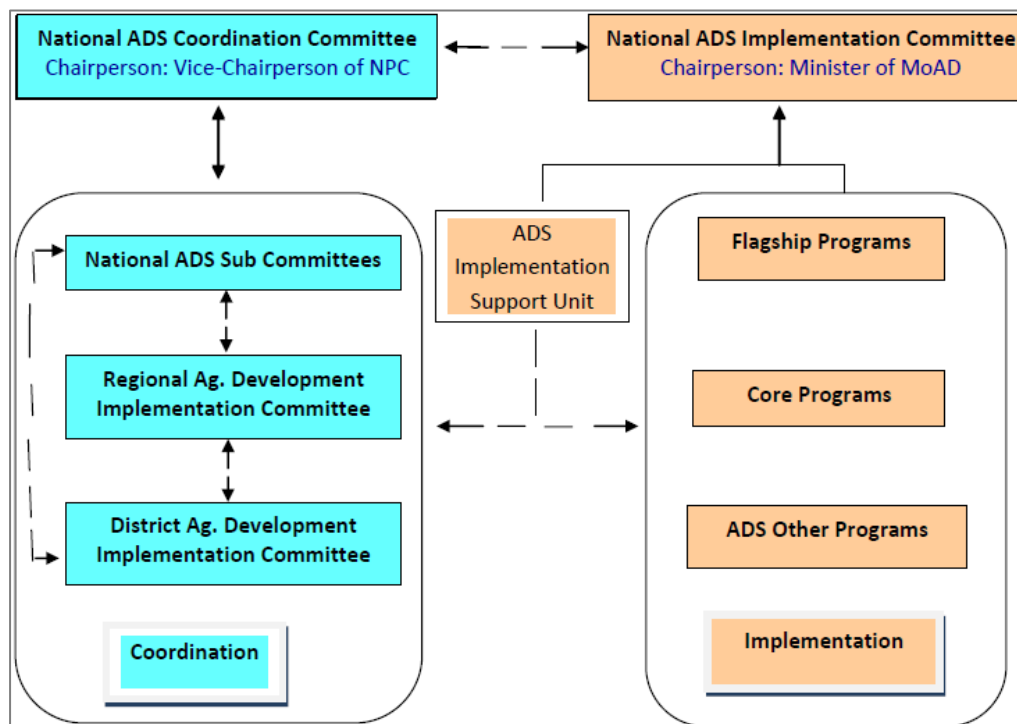 National ADS Coordination Committee
Chairperson: Vice-Chairperson of NPC
National ADS Implementation Committee
Chairperson: Minister of MoAD
National ADS Sub Committees
Regional Ag. Development
Implementation Committee
District Ag. Development
Implementation Committee
Coordination
ADS
Implementation
Support Unit
Flagship Programs
Core Programs
ADS Other Programs
Implementation